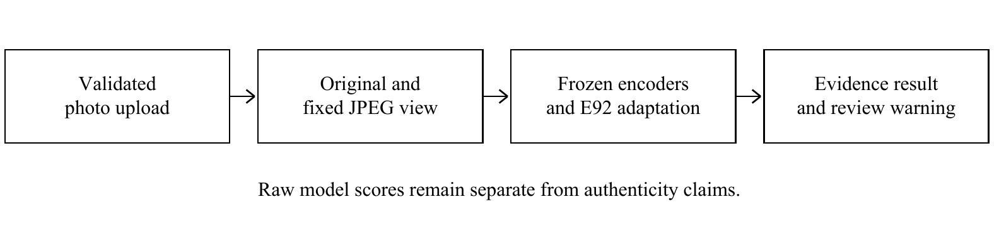 Validated
photo upload
Original and
fixed JPEG view
Frozen encoders
and E92 adaptation
Evidence result
and review warning
Raw model scores remain separate from authenticity claims.